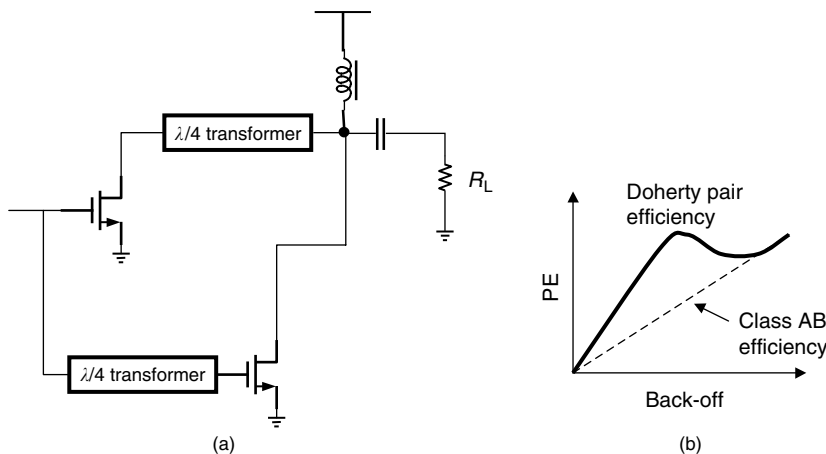 λ/4 transformer
R_L
λ/4 transformer
(a)
Doherty pair
efficiency
PE
Class AB
efficiency
Back-off
(b)